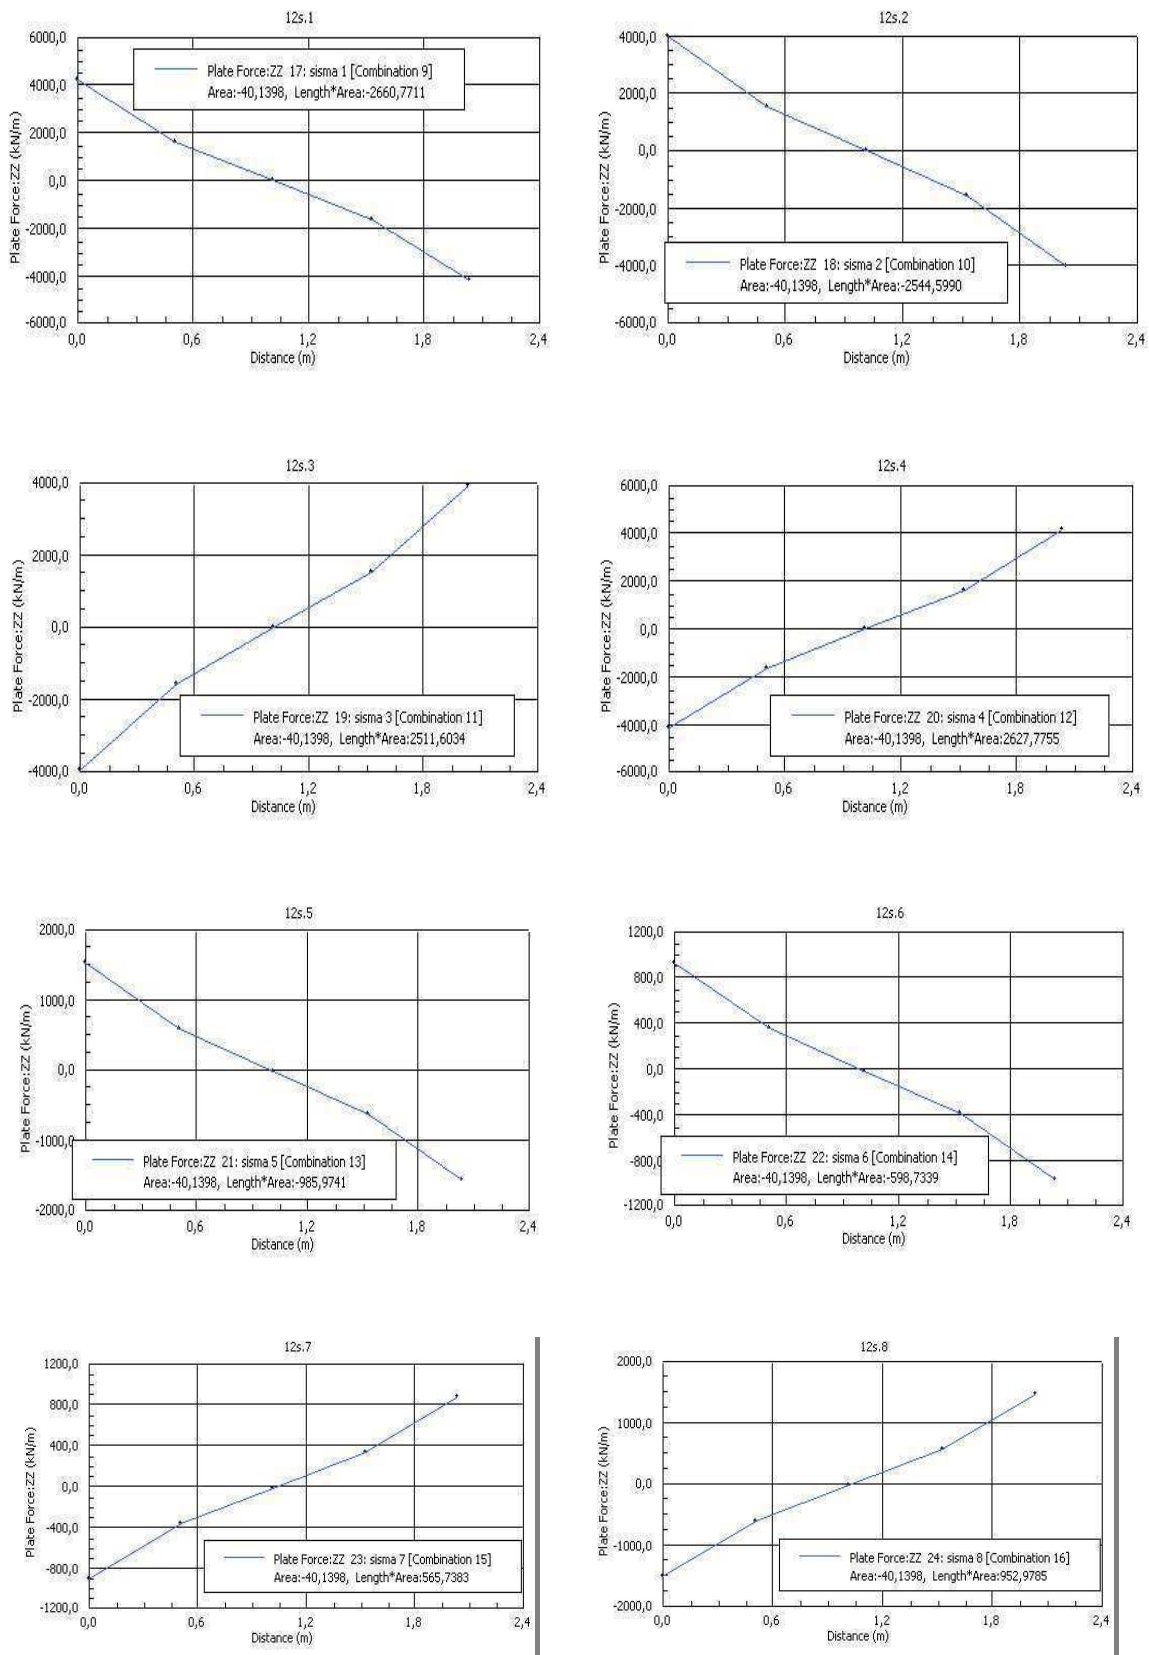 12s.1
6000,0
4000,0
2000,0
0,0
-2000,0
-4000,0
-6000,0
Plate Force:ZZ (kN/m)
Plate Force:ZZ 17: sisma 1 [Combination 9]
Area:-40,1398, Length*Area:-2660,7711
0,0 0,6 1,2 1,8 2,4
Distance (m)
12s.2
4000,0
2000,0
0,0
-2000,0
-4000,0
-6000,0
Plate Force:ZZ (kN/m)
Plate Force:ZZ 18: sisma 2 [Combination 10]
Area:-40,1398, Length*Area:-2544,5990
0,0 0,6 1,2 1,8 2,4
Distance (m)
12s.3
4000,0
2000,0
0,0
-2000,0
-4000,0
Plate Force:ZZ (kN/m)
Plate Force:ZZ 19: sisma 3 [Combination 11]
Area:-40,1398, Length*Area:2511,6034
0,0 0,6 1,2 1,8 2,4
Distance (m)
12s.4
6000,0
4000,0
2000,0
0,0
-2000,0
-4000,0
-6000,0
Plate Force:ZZ (kN/m)
Plate Force:ZZ 20: sisma 4 [Combination 12]
Area:-40,1398, Length*Area:2627,7755
0,0 0,6 1,2 1,8 2,4
Distance (m)
12s.5
2000,0
1000,0
0,0
-1000,0
-2000,0
Plate Force:ZZ (kN/m)
Plate Force:ZZ 21: sisma 5 [Combination 13]
Area:-40,1398, Length*Area:-985,9741
0,0 0,6 1,2 1,8 2,4
Distance (m)
12s.6
1200,0
800,0
400,0
0,0
-400,0
-800,0
-1200,0
Plate Force:ZZ (kN/m)
Plate Force:ZZ 22: sisma 6 [Combination 14]
Area:-40,1398, Length*Area:-598,7339
0,0 0,6 1,2 1,8 2,4
Distance (m)
12s.7
1200,0
800,0
400,0
0,0
-400,0
-800,0
-1200,0
Plate Force:ZZ (kN/m)
Plate Force:ZZ 23: sisma 7 [Combination 15]
Area:-40,1398, Length*Area:565,7383
0,0 0,6 1,2 1,8 2,4
Distance (m)
12s.8
2000,0
1000,0
0,0
-1000,0
-2000,0
Plate Force:ZZ (kN/m)
Plate Force:ZZ 24: sisma 8 [Combination 16]
Area:-40,1398, Length*Area:952,9785
0,0 0,6 1,2 1,8 2,4
Distance (m)